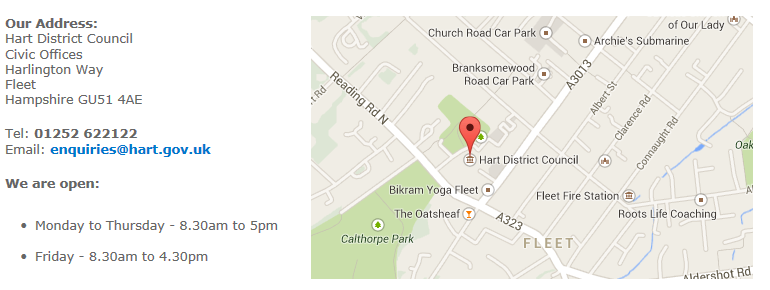 Our Address:
Hart District Council
Civic Offices
Harlington Way
Fleet
Hampshire GU51 4AE
Tel: 01252 622122
Email: enquiries@hart.gov.uk
We are open:
Monday to Thursday - 8.30am to 5pm
Friday - 8.30am to 4.30pm
of Our Lady
Church Road Car Park
Archie's Submarine
Branksomewood
Road Car Park
A3013
Reading Rd N
Rd
Albert St
Clarence Rd
Connaught Rd
Oak
Hart District Council
Bikram Yoga Fleet
Fleet Fire Station
The Oatsheaf
Roots Life Coaching
A323
Calthorpe Park
FLEET
Aldershot Rd